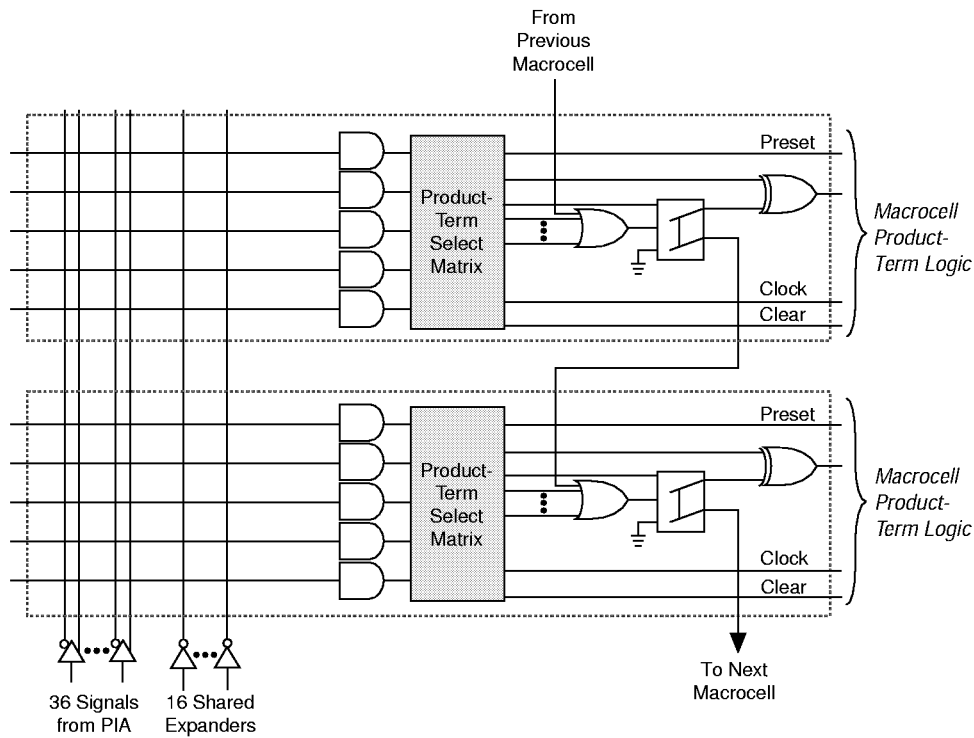 From
Previous
Macrocell
Preset
Product-
Term
Select
Matrix
Macrocell
Product-
Term Logic
Clock
Clear
Preset
Product-
Term
Select
Matrix
Macrocell
Product-
Term Logic
Clock
Clear
36 Signals
from PIA
16 Shared
Expanders
To Next
Macrocell